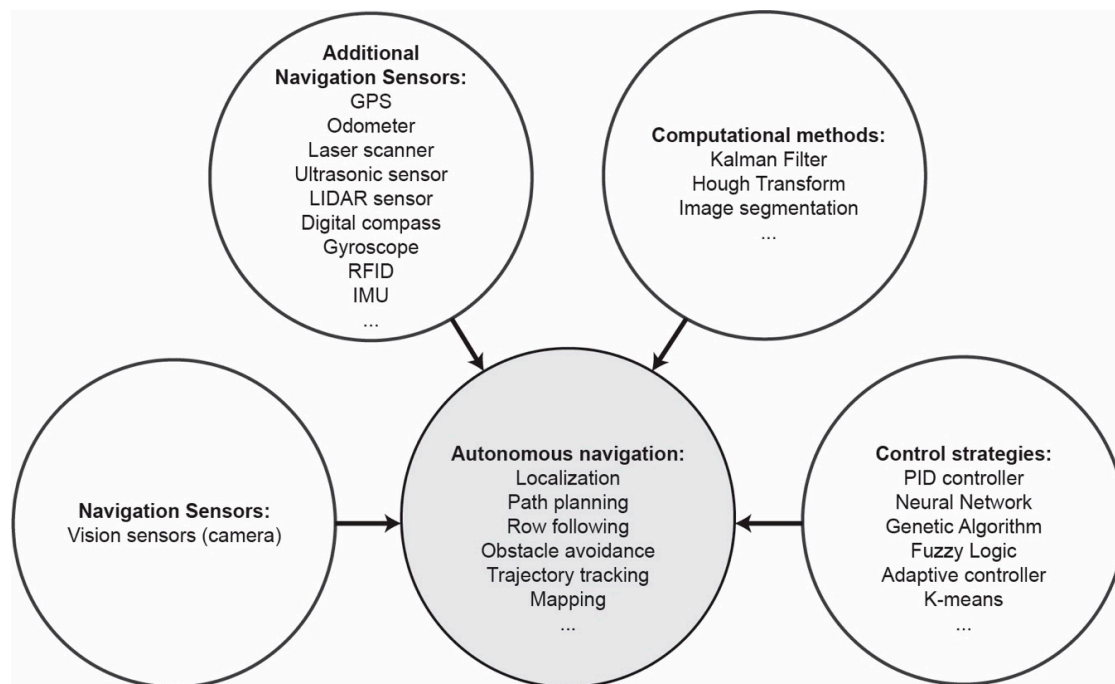 Additional
Navigation Sensors:
GPS
Odometer
Laser scanner
Ultrasonic sensor
LIDAR sensor
Digital compass
Gyroscope
RFID
IMU
...
Computational methods:
Kalman Filter
Hough Transform
Image segmentation
...
Navigation Sensors:
Vision sensors (camera)
Autonomous navigation:
Localization
Path planning
Row following
Obstacle avoidance
Trajectory tracking
Mapping
...
Control strategies:
PID controller
Neural Network
Genetic Algorithm
Fuzzy Logic
Adaptive controller
K-means
...